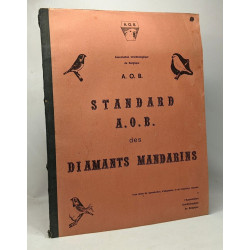 A.O.B.
Association Ornithologique
de Belgique
A.O.B.
STANDARD
A.O.B.
des
DIAMANTS MANDARINS